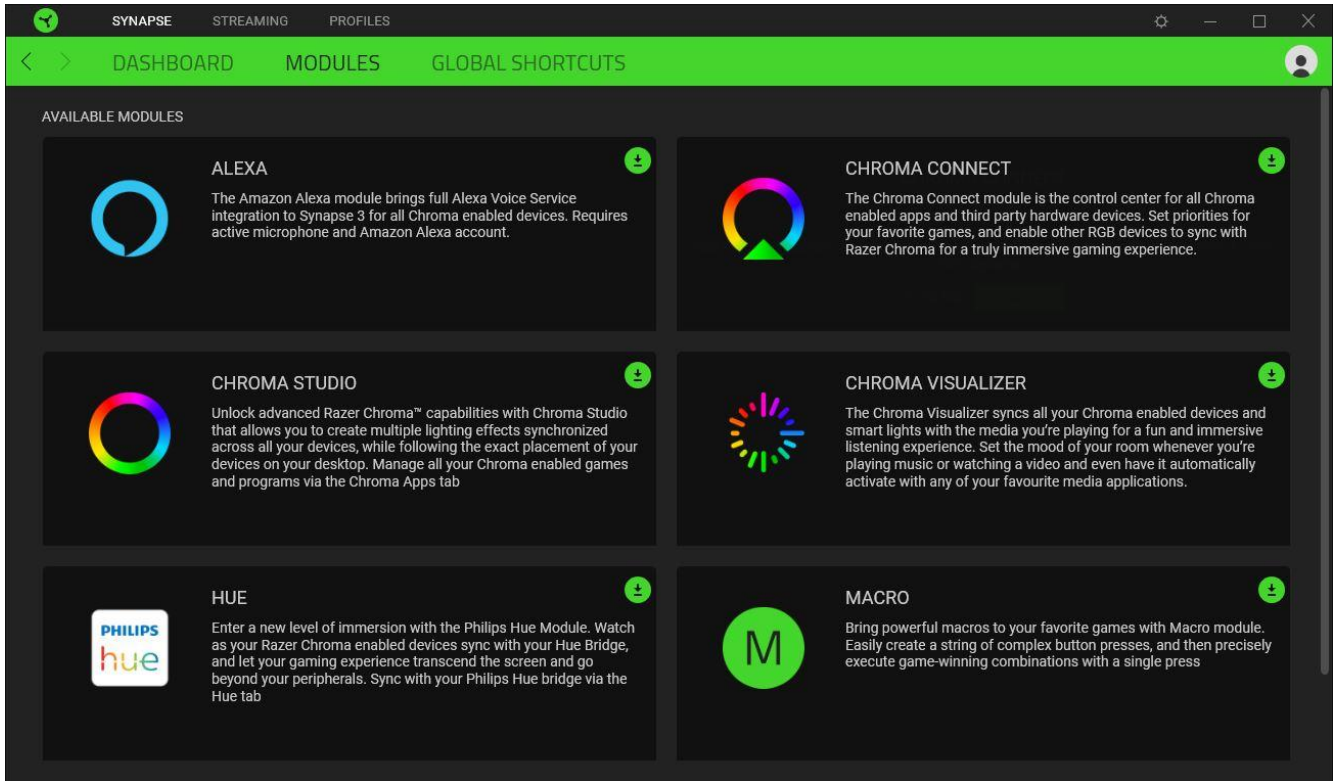 SYNAPSE STREAMING PROFILES
DASHBOARD MODULES GLOBAL SHORTCUTS
AVAILABLE MODULES
ALEXA
The Amazon Alexa module brings full Alexa Voice Service
integration to Synapse 3 for all Chroma enabled devices. Requires
active microphone and Amazon Alexa account.
CHROMA CONNECT
The Chroma Connect module is the control center for all Chroma
enabled apps and third party hardware devices. Set priorities for
your favorite games, and enable other RGB devices to sync with
Razer Chroma for a truly immersive gaming experience.
CHROMA STUDIO
Unlock advanced Razer Chroma™ capabilities with Chroma Studio
that allows you to create multiple lighting effects synchronized
across all your devices, while following the exact placement of your
devices on your desktop. Manage all your Chroma enabled games
and programs via the Chroma Apps tab
CHROMA VISUALIZER
The Chroma Visualizer syncs all your Chroma enabled devices and
smart lights with the media you're playing for a fun and immersive
listening experience. Set the mood of your room whenever you're
playing music or watching a video and even have it automatically
activate with any of your favourite media applications.
PHILIPS
hue
HUE
Enter a new level of immersion with the Philips Hue Module. Watch
as your Razer Chroma enabled devices sync with your Hue Bridge,
and let your gaming experience transcend the screen and go
beyond your peripherals. Sync with your Philips Hue bridge via the
Hue tab
M
MACRO
Bring powerful macros to your favorite games with Macro module.
Easily create a string of complex button presses, and then precisely
execute game-winning combinations with a single press